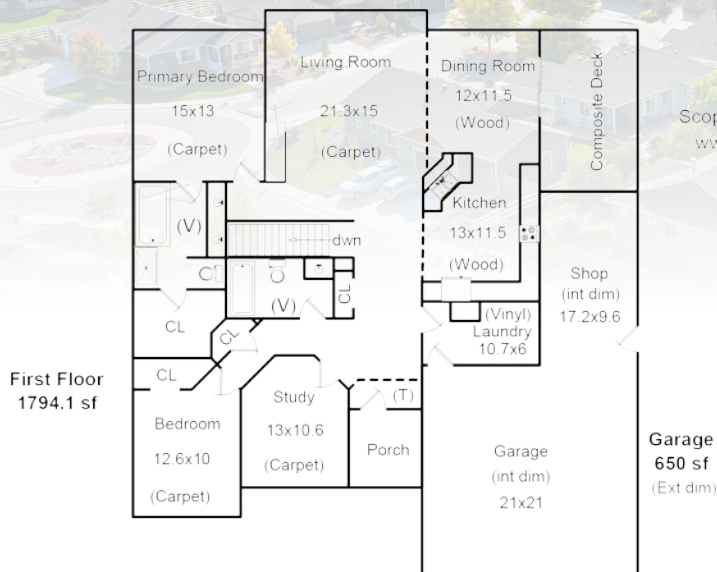 Primary Bedroom
15x13
(Carpet)
Living Room
21.3x15
(Carpet)
Dining Room
12x11.5
(Wood)
Composite Deck
(V)
dwn
Kitchen
13x11.5
(Wood)
(V)
CL
CL
CL
CL
Shop
(int dim)
17.2x9.6
(Vinyl)
Laundry
10.7x6
First Floor
1794.1 sf
Bedroom
12.6x10
(Carpet)
Study
13x10.6
(Carpet)
(T)
Porch
Garage
(int dim)
21x21
Garage
650 sf
(Ext dim)